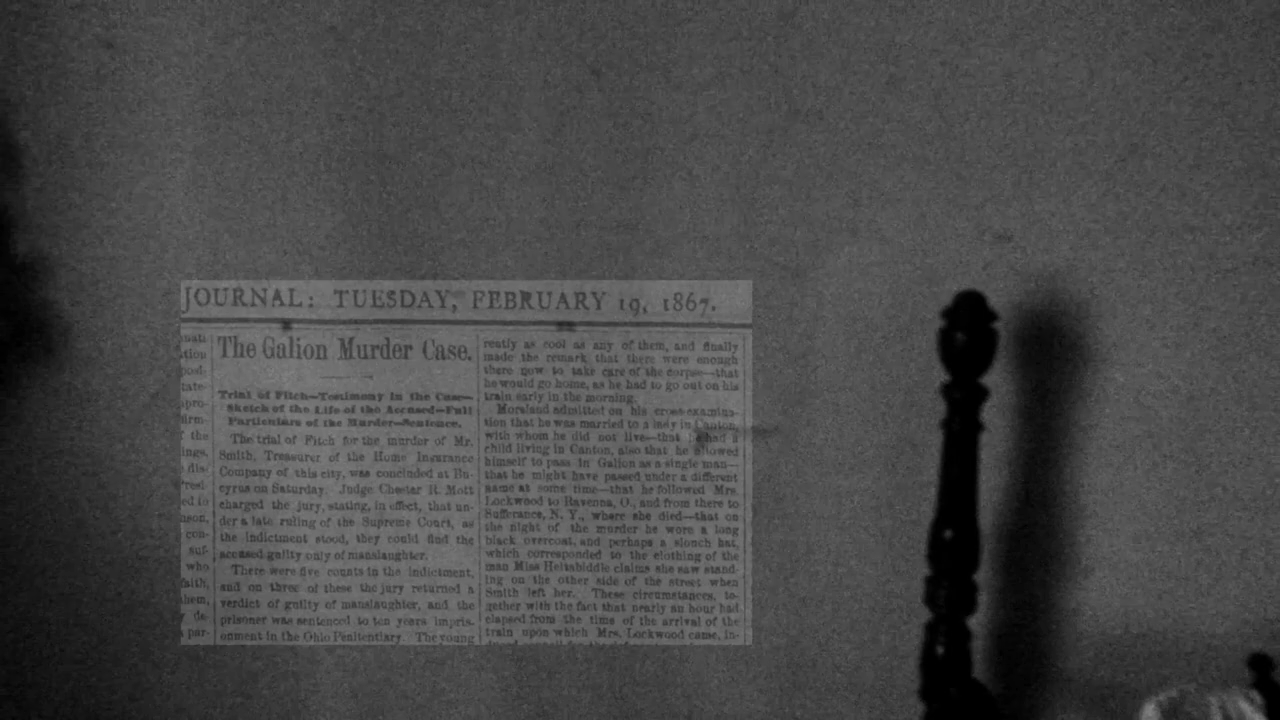 JOURNAL: TUESDAY, FEBRUARY 19, 1867.
The Galion Murder Case.
Trial of Fitch—Testimony in the Case—
Sketch of the Life of the Accused—Full
Particulars of the Murder—Sentence.
The trial of Fitch for the murder of Mr.
Smith, Treasurer of the Home Insurance
Company of this city, was concluded at Bu-
cyrus on Saturday. Judge Chester R. Mott
charged the jury, stating, in effect, that un-
der a late ruling of the Supreme Court, as
the indictment stood, they could find the
accused guilty only of manslaughter.
There were five counts in the indictment,
and on three of these the jury returned a
verdict of guilty of manslaughter, and the
prisoner was sentenced to ten years impris-
onment in the Ohio Penitentiary. The young
rently as cool as any of them, and finally
made the remark that there were enough
there now to take care of the corpse—that
he would go home, as he had to go out on his
train early in the morning.
Moreland admitted on his cross-examina-
tion that he was married to a lady in Canton,
with whom he did not live—that he had a
child living in Canton, also that he allowed
himself to pass in Galion as a single man—
that he might have passed under a different
name at some time—that he followed Mrs.
Lockwood to Ravenna, O., and from there to
Sufferance, N. Y., where she died—that on
the night of the murder he wore a long
black overcoat, and perhaps a slouch hat,
which corresponded to the clothing of the
man Miss Heltabiddle claims she saw stand-
ing on the other side of the street when
Smith left her. These circumstances, to-
gether with the fact that nearly an hour had
elapsed from the time of the arrival of the
train upon which Mrs. Lockwood came, in-